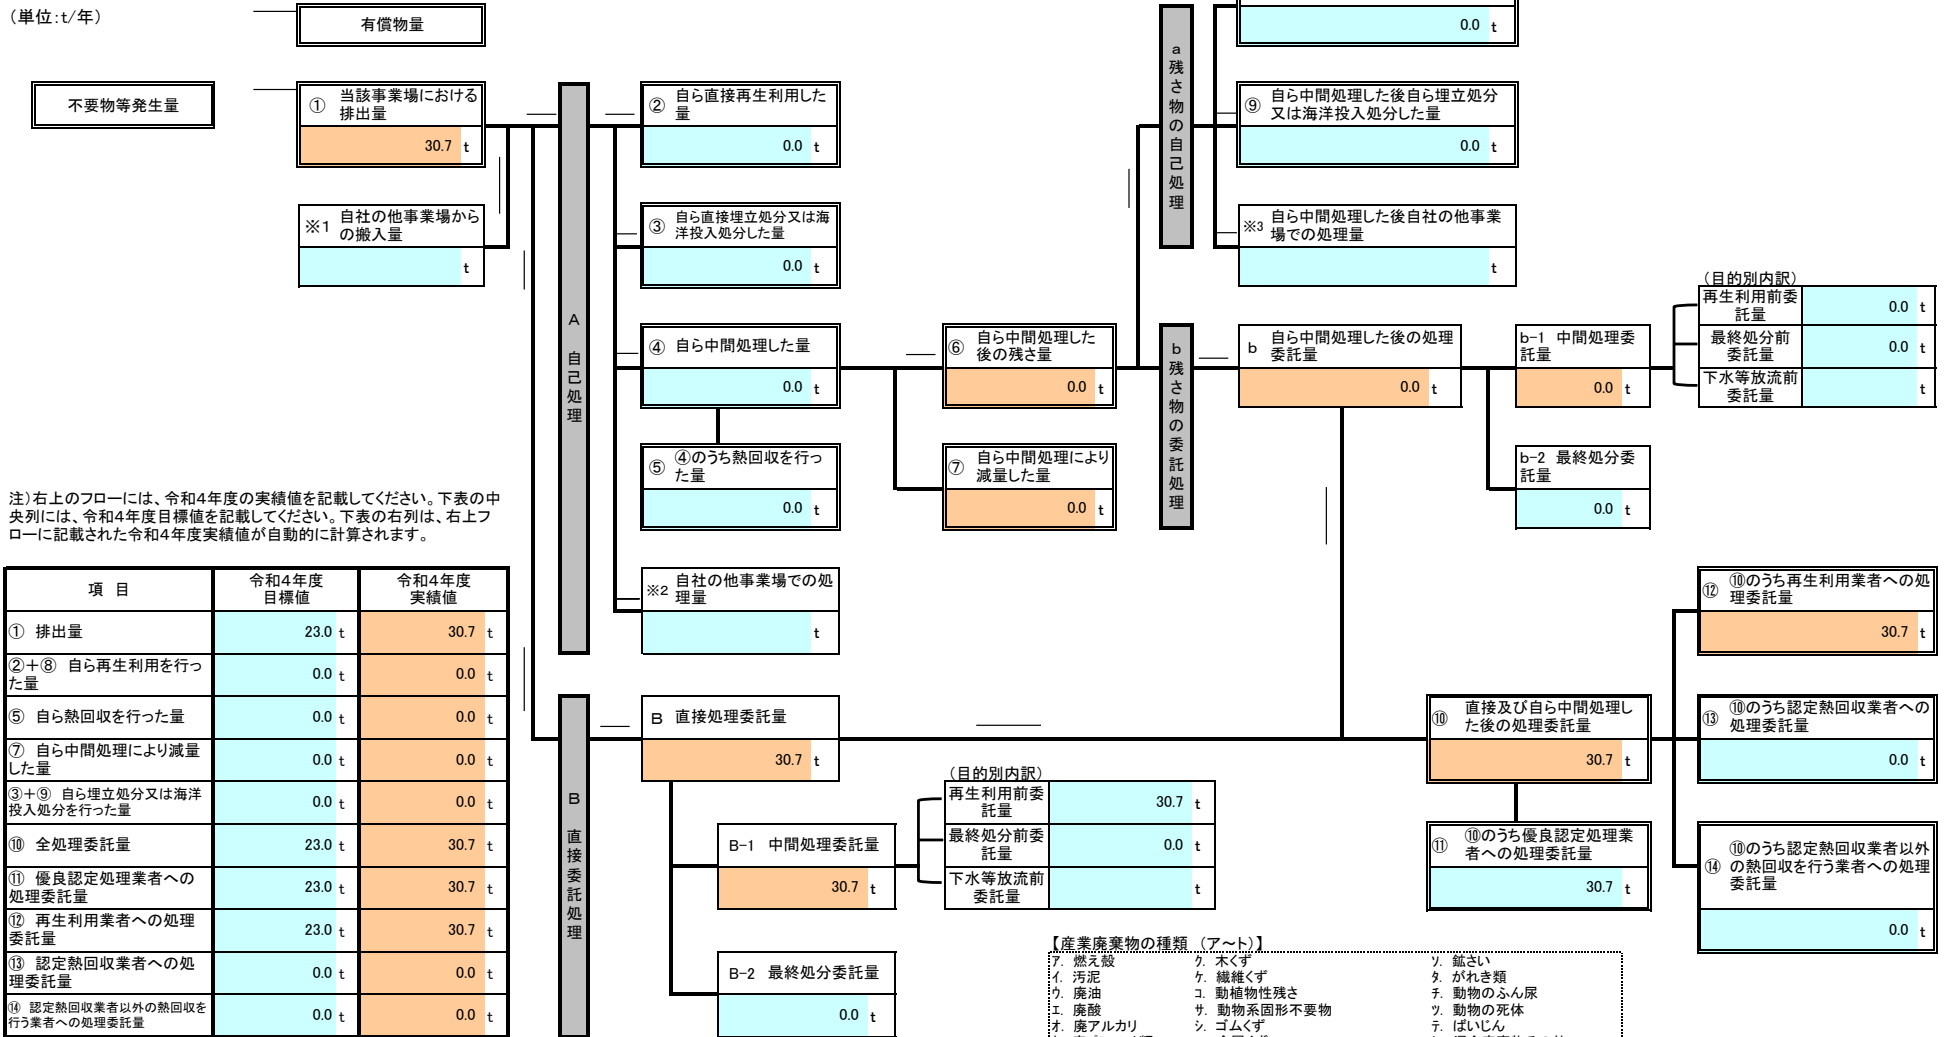 (単位:t/年)
有償物量
0.0 t
不要物等発生量
① 当該事業場における
排出量
30.7 t
※1 自社の他事業場から
の搬入量
t
A 自己処理
② 自ら直接再生利用した
量
0.0 t
③ 自ら直接埋立処分又は海
洋投入処分した量
0.0 t
④ 自ら中間処理した量
0.0 t
⑤ ④のうち熱回収を行っ
た量
0.0 t
※2 自社の他事業場での処
理量
t
⑥ 自ら中間処理した
後の残さ量
0.0 t
⑦ 自ら中間処理により
減量した量
0.0 t
a 残さ物の自己処理
⑨ 自ら中間処理した後自ら埋立処分
又は海洋投入処分した量
0.0 t
※3 自ら中間処理した後自社の他事業
場での処理量
t
b 残さ物の委託処理
b 自ら中間処理した後の処理
委託量
0.0 t
b-1 中間処理委
託量
0.0 t
(目的別内訳)
再生利用前委
託量
0.0 t
最終処分前
委託量
0.0 t
下水等放流前
委託量
t
b-2 最終処分委
託量
0.0 t
注)右上のフローには、令和4年度の実績値を記載してください。下表の中
央列には、令和4年度目標値を記載してください。下表の右列は、右上フ
ローに記載された令和4年度実績値が自動的に計算されます。
項 目 令和4年度 目標値 令和4年度 実績値
① 排出量 23.0 t 30.7 t
②+⑧ 自ら再生利用を行っ
た量 0.0 t 0.0 t
⑤ 自ら熱回収を行った量 0.0 t 0.0 t
⑦ 自ら中間処理により減量
した量 0.0 t 0.0 t
③+⑨ 自ら埋立処分又は海洋
投入処分を行った量 0.0 t 0.0 t
⑩ 全処理委託量 23.0 t 30.7 t
⑪ 優良認定処理業者への
処理委託量 23.0 t 30.7 t
⑫ 再生利用業者への処理
委託量 23.0 t 30.7 t
⑬ 認定熱回収業者への処
理委託量 0.0 t 0.0 t
⑭ 認定熱回収業者以外の熱回収を
行う業者への処理委託量 0.0 t 0.0 t
B 直接委託処理
B 直接処理委託量
30.7 t
B-1 中間処理委託量
30.7 t
(目的別内訳)
再生利用前委
託量
30.7 t
最終処分前委
託量
0.0 t
下水等放流前
委託量
t
B-2 最終処分委託量
0.0 t
⑩ 直接及び自ら中間処理し
た後の処理委託量
30.7 t
⑪ ⑩のうち優良認定処理業
者への処理委託量
30.7 t
⑫ ⑩のうち再生利用業者への処
理委託量
30.7 t
⑬ ⑩のうち認定熱回収業者への
処理委託量
0.0 t
⑭ ⑩のうち認定熱回収業者以外
の熱回収を行う業者への処理
委託量
0.0 t
【産業廃棄物の種類 (ア~ト)】
ア. 燃え殻 ク. 木くず ソ. 鉱さい
イ. 汚泥 ケ. 繊維くず タ. がれき類
ウ. 廃油 コ. 動植物性残さ チ. 動物のふん尿
エ. 廃酸 サ. 動物系固形不要物 ツ. 動物の死体
オ. 廃アルカリ シ. ゴムくず テ. ばいじん